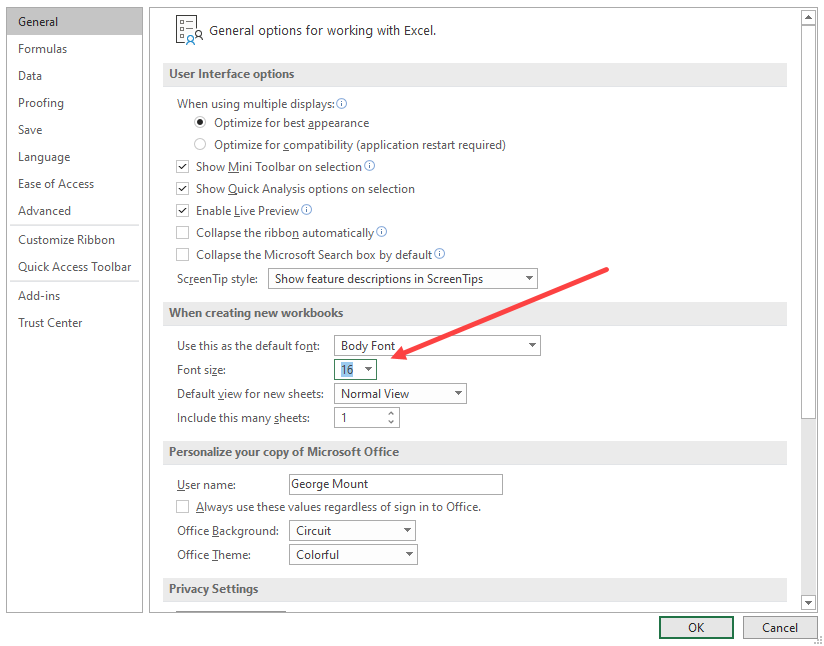 General
Formulas
Data
Proofing
Save
Language
Ease of Access
Advanced
Customize Ribbon
Quick Access Toolbar
Add-ins
Trust Center
General options for working with Excel.
User Interface options
When using multiple displays:
Optimize for best appearance
Optimize for compatibility (application restart required)
Show Mini Toolbar on selection
Show Quick Analysis options on selection
Enable Live Preview
Collapse the ribbon automatically
Collapse the Microsoft Search box by default
ScreenTip style: Show feature descriptions in ScreenTips
When creating new workbooks
Use this as the default font: Body Font
Font size: 16
Default view for new sheets: Normal View
Include this many sheets: 1
Personalize your copy of Microsoft Office
User name: George Mount
Always use these values regardless of sign in to Office.
Office Background: Circuit
Office Theme: Colorful
Privacy Settings
OK Cancel